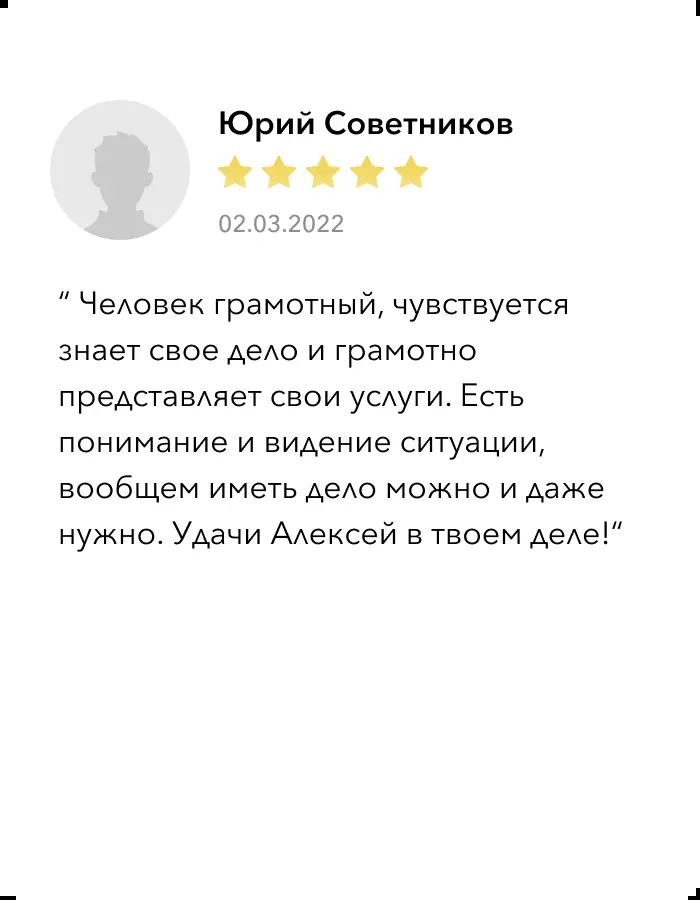 Юрий Советников
02.03.2022
“ Человек грамотный, чувствуется
знает свое дело и грамотно
представляет свои услуги. Есть
понимание и видение ситуации,
вообщем иметь дело можно и даже
нужно. Удачи Алексей в твоем деле!“